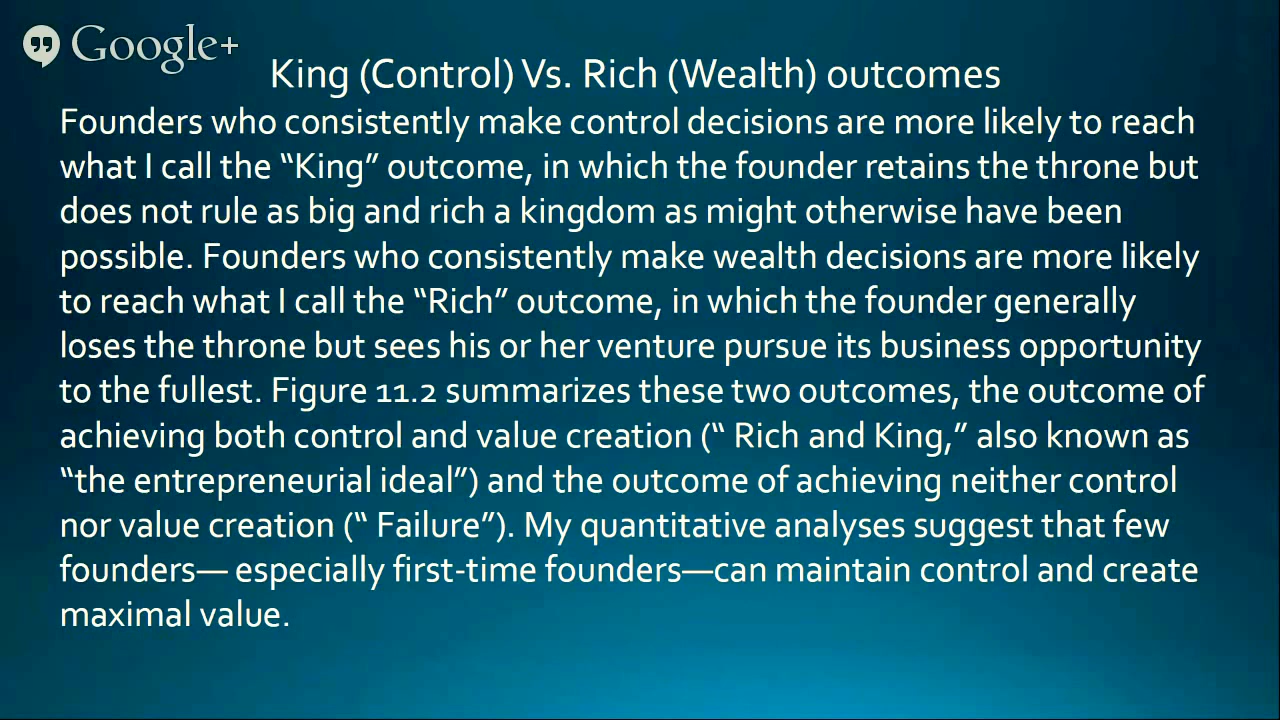 Google+
King (Control) Vs. Rich (Wealth) outcomes
Founders who consistently make control decisions are more likely to reach
what I call the “King” outcome, in which the founder retains the throne but
does not rule as big and rich a kingdom as might otherwise have been
possible. Founders who consistently make wealth decisions are more likely
to reach what I call the “Rich” outcome, in which the founder generally
loses the throne but sees his or her venture pursue its business opportunity
to the fullest. Figure 11.2 summarizes these two outcomes, the outcome of
achieving both control and value creation (“ Rich and King,” also known as
“the entrepreneurial ideal”) and the outcome of achieving neither control
nor value creation (“ Failure”). My quantitative analyses suggest that few
founders— especially first-time founders—can maintain control and create
maximal value.